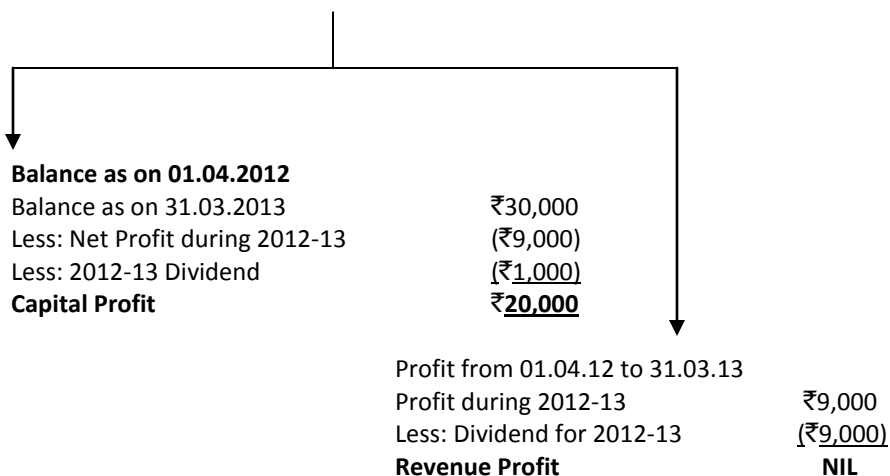 Balance as on 01.04.2012
Balance as on 31.03.2013 ₹30,000
Less: Net Profit during 2012-13 (₹9,000)
Less: 2012-13 Dividend (₹1,000)
Capital Profit ₹20,000
Profit from 01.04.12 to 31.03.13
Profit during 2012-13 ₹9,000
Less: Dividend for 2012-13 (₹9,000)
Revenue Profit NIL